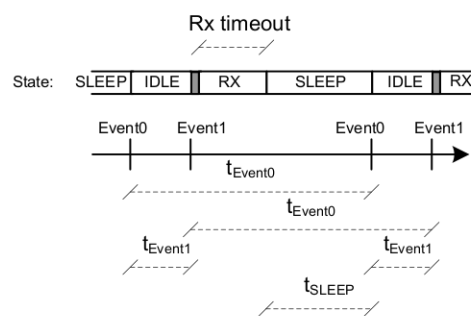 Rx timeout
State: SLEEP IDLE RX SLEEP IDLE RX
Event0 Event1 Event0 Event1
tEvent0
tEvent0
tEvent1 tEvent1
tSLEEP